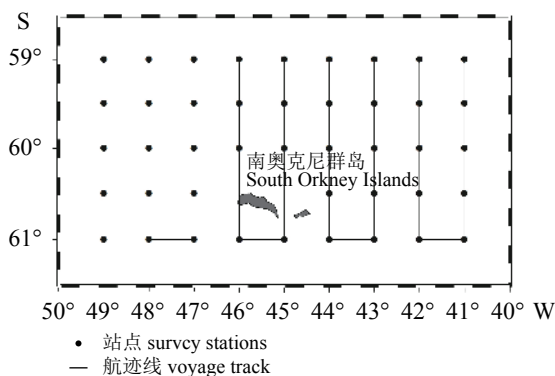 S
59°
60°
南奥克尼群岛
South Orkney Islands
61°
50° 49° 48° 47° 46° 45° 44° 43° 42° 41° 40° W
站点 survcy stations
航迹线 voyage track